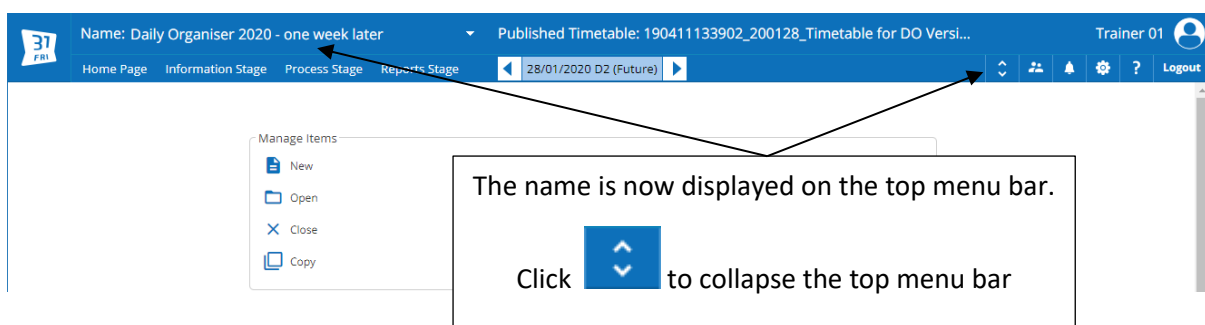 31
FRI
Name: Daily Organiser 2020 - one week later
Published Timetable: 190411133902_200128_Timetable for DO Versi...
Trainer 01
Home Page Information Stage Process Stage Reports Stage
28/01/2020 D2 (Future)
? Logout
Manage Items
New
Open
Close
Copy
The name is now displayed on the top menu bar.
Click to collapse the top menu bar